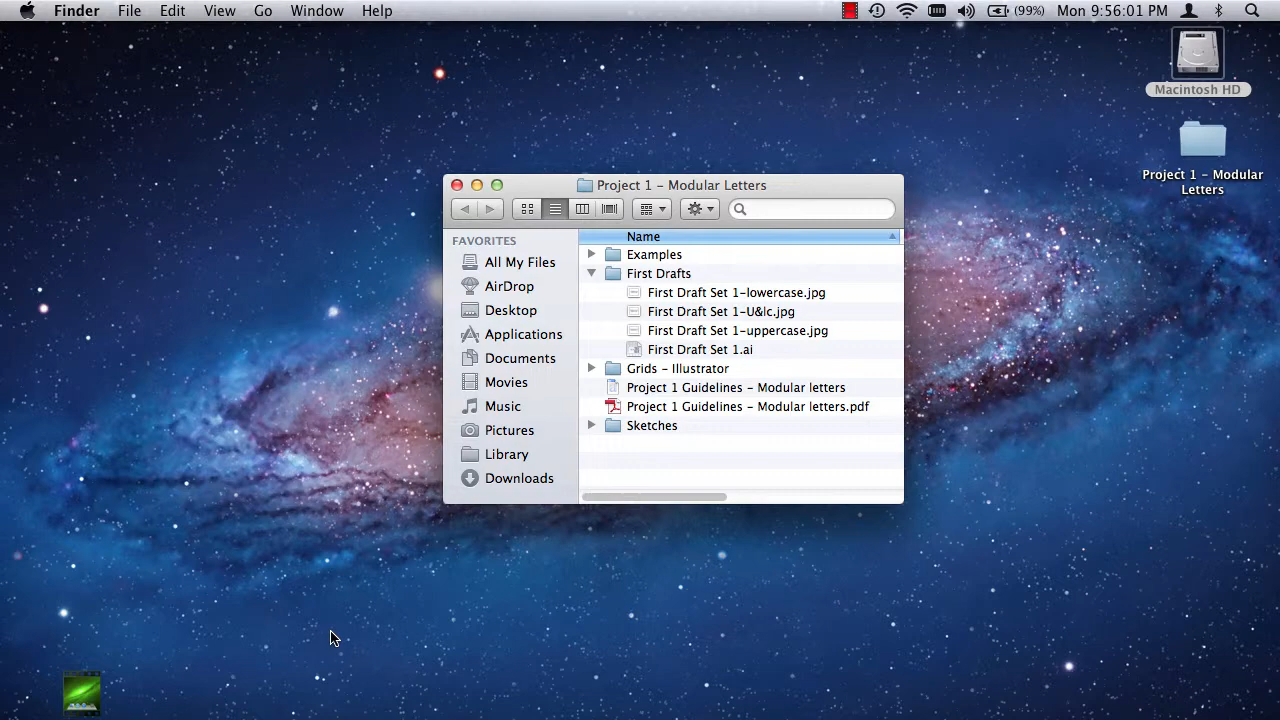 Finder File Edit View Go Window Help (99%) Mon 9:56:01 PM
Macintosh HD
Project 1 – Modular
Letters
Project 1 – Modular Letters
FAVORITES
All My Files
AirDrop
Desktop
Applications
Documents
Movies
Music
Pictures
Library
Downloads
Name
Examples
First Drafts
First Draft Set 1-lowercase.jpg
First Draft Set 1-U&lc.jpg
First Draft Set 1-uppercase.jpg
First Draft Set 1.ai
Grids – Illustrator
Project 1 Guidelines – Modular letters
Project 1 Guidelines – Modular letters.pdf
Sketches